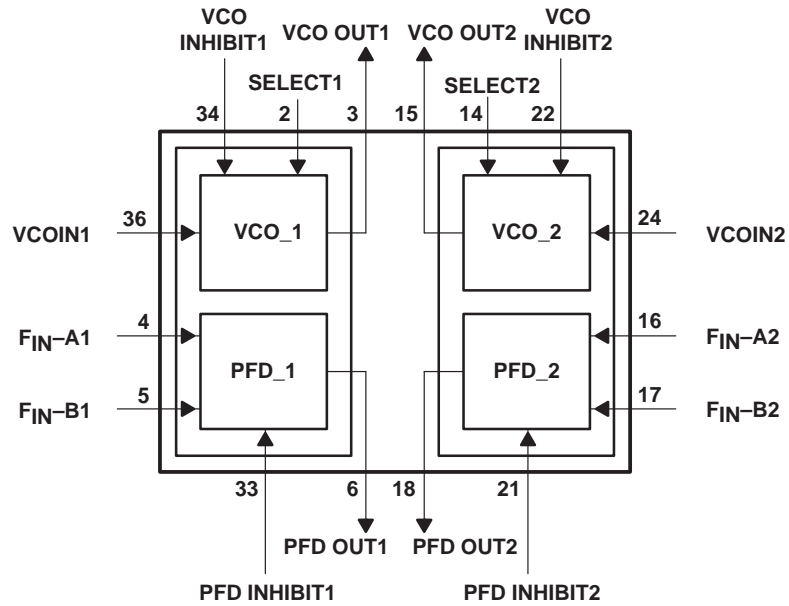 VCO
INHIBIT1
VCO OUT1
VCO OUT2
VCO
INHIBIT2
SELECT1
SELECT2
34
2
3
15
14
22
VCOIN1
36
VCO_1
VCO_2
24
VCOIN2
FIN–A1
4
16
FIN–A2
PFD_1
PFD_2
FIN–B1
5
17
FIN–B2
33
6
18
21
PFD OUT1
PFD OUT2
PFD INHIBIT1
PFD INHIBIT2